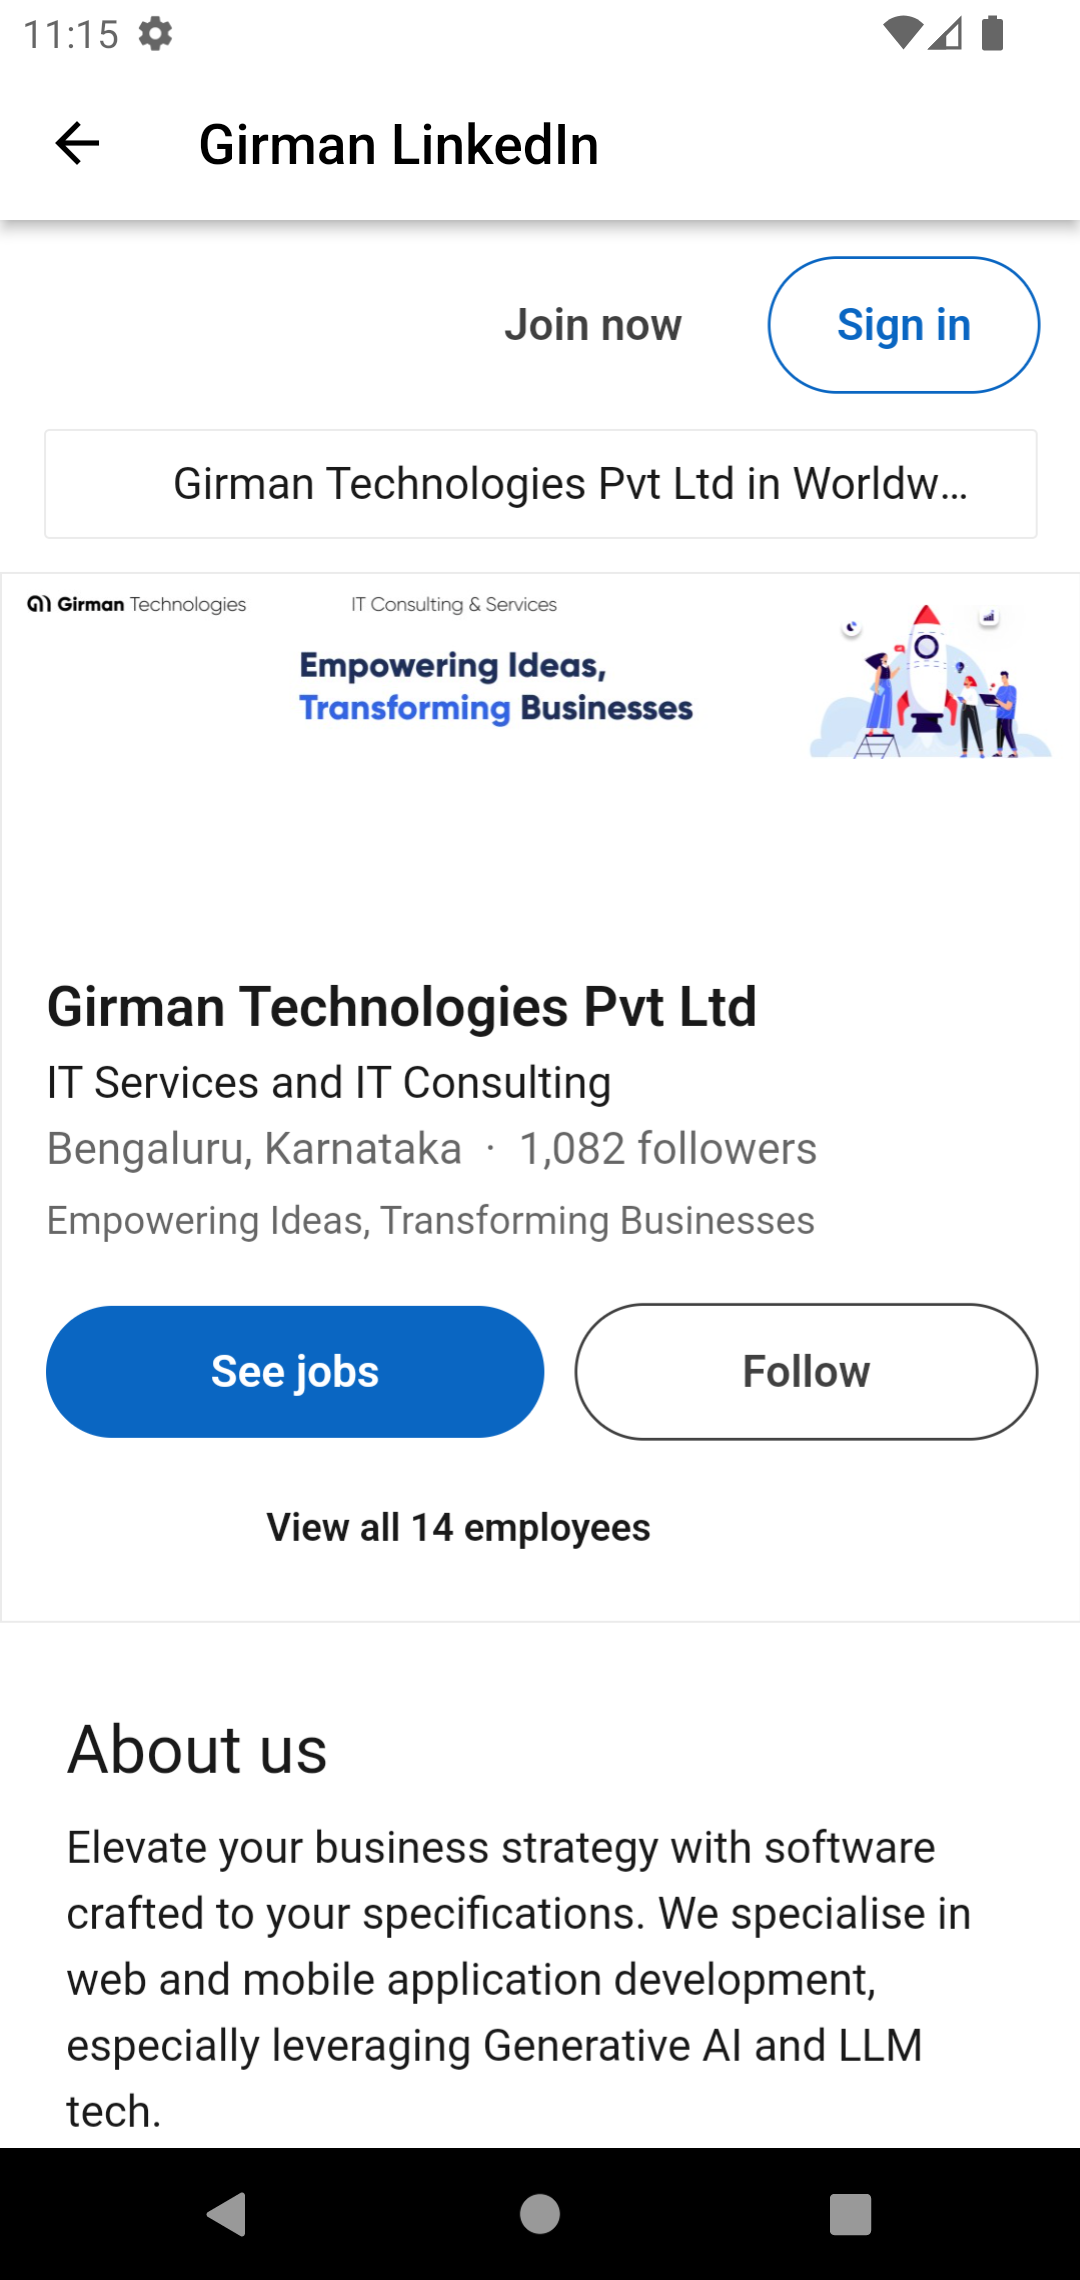 11:15
Girman LinkedIn
Join now
Sign in
Girman Technologies Pvt Ltd in Worldw...
Girman Technologies
IT Consulting & Services
Empowering Ideas,
Transforming Businesses
Girman Technologies Pvt Ltd
IT Services and IT Consulting
Bengaluru, Karnataka · 1,082 followers
Empowering Ideas, Transforming Businesses
See jobs
Follow
View all 14 employees
About us
Elevate your business strategy with software
crafted to your specifications. We specialise in
web and mobile application development,
especially leveraging Generative AI and LLM
tech.